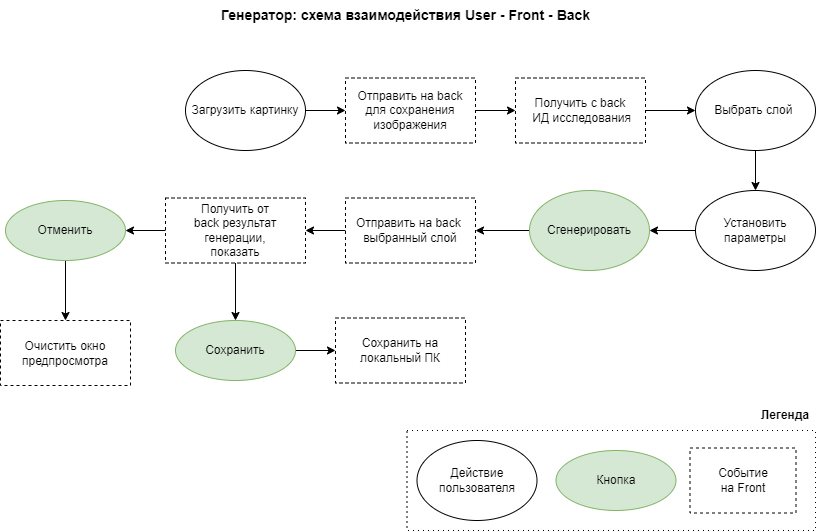 Генератор: схема взаимодействия User - Front - Back
Загрузить картинку
Отправить на back
для сохранения
изображения
Получить с back
ИД исследования
Выбрать слой
Отменить
Получить от
back результат
генерации,
показать
Отправить на back
выбранный слой
Сгенерировать
Установить
параметры
Очистить окно
предпросмотра
Сохранить
Сохранить на
локальный ПК
Легенда
Действие
пользователя
Кнопка
Событие
на Front